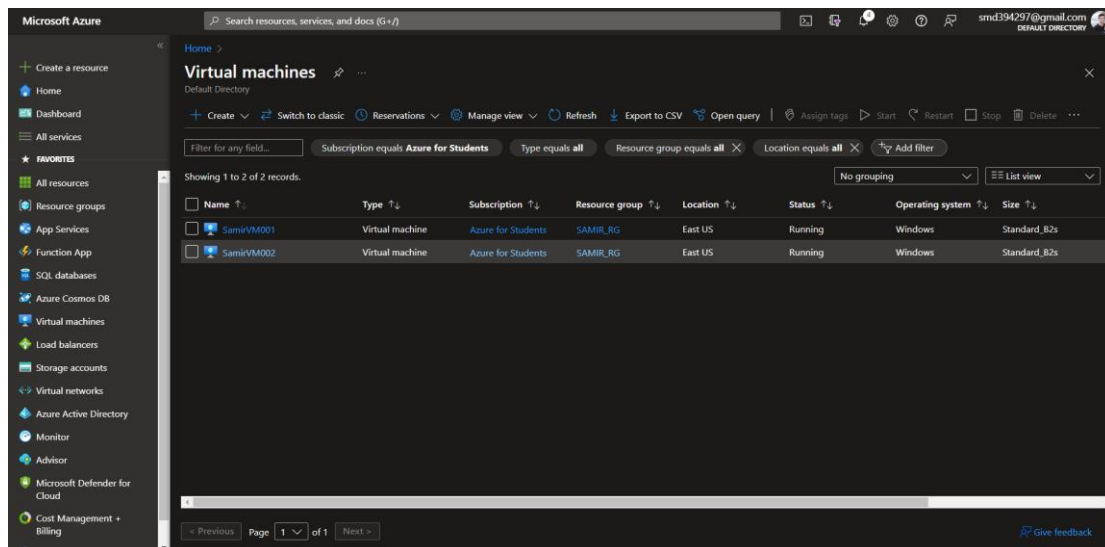 Microsoft Azure
Search resources, services, and docs (G+/)
smd394297@gmail.com
DEFAULT DIRECTORY
Create a resource
Home
Dashboard
All services
FAVORITES
All resources
Resource groups
App Services
Function App
SQL databases
Azure Cosmos DB
Virtual machines
Load balancers
Storage accounts
Virtual networks
Azure Active Directory
Monitor
Advisor
Microsoft Defender for
Cloud
Cost Management +
Billing
Home >
Virtual machines ...
Default Directory
Create Switch to classic Reservations Manage view Refresh Export to CSV Open query Assign tags Start Restart Stop Delete ...
Filter for any field... Subscription equals Azure for Students Type equals all Resource group equals all Location equals all Add filter
Showing 1 to 2 of 2 records. No grouping List view
Name Type Subscription Resource group Location Status Operating system Size
SamirVM001 Virtual machine Azure for Students SAMIR_RG East US Running Windows Standard_B2s
SamirVM002 Virtual machine Azure for Students SAMIR_RG East US Running Windows Standard_B2s
< Previous Page 1 of 1 Next >
Give feedback